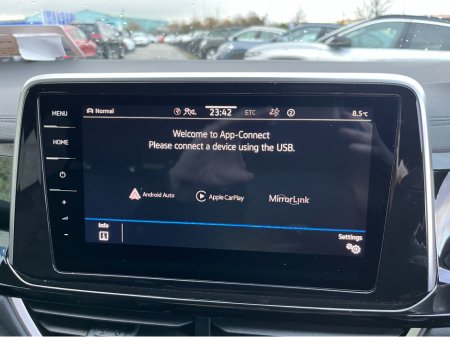 MENU
HOME
Normal
23:42
ETC
2
8.5°C
Welcome to App-Connect
Please connect a device using the USB.
Android Auto
Apple CarPlay
MirrorLink
Info
Settings